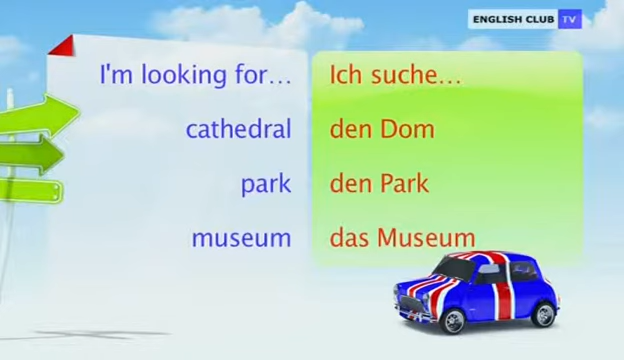 ENGLISH CLUB TV
I'm looking for... Ich suche...
cathedral den Dom
park den Park
museum das Museum